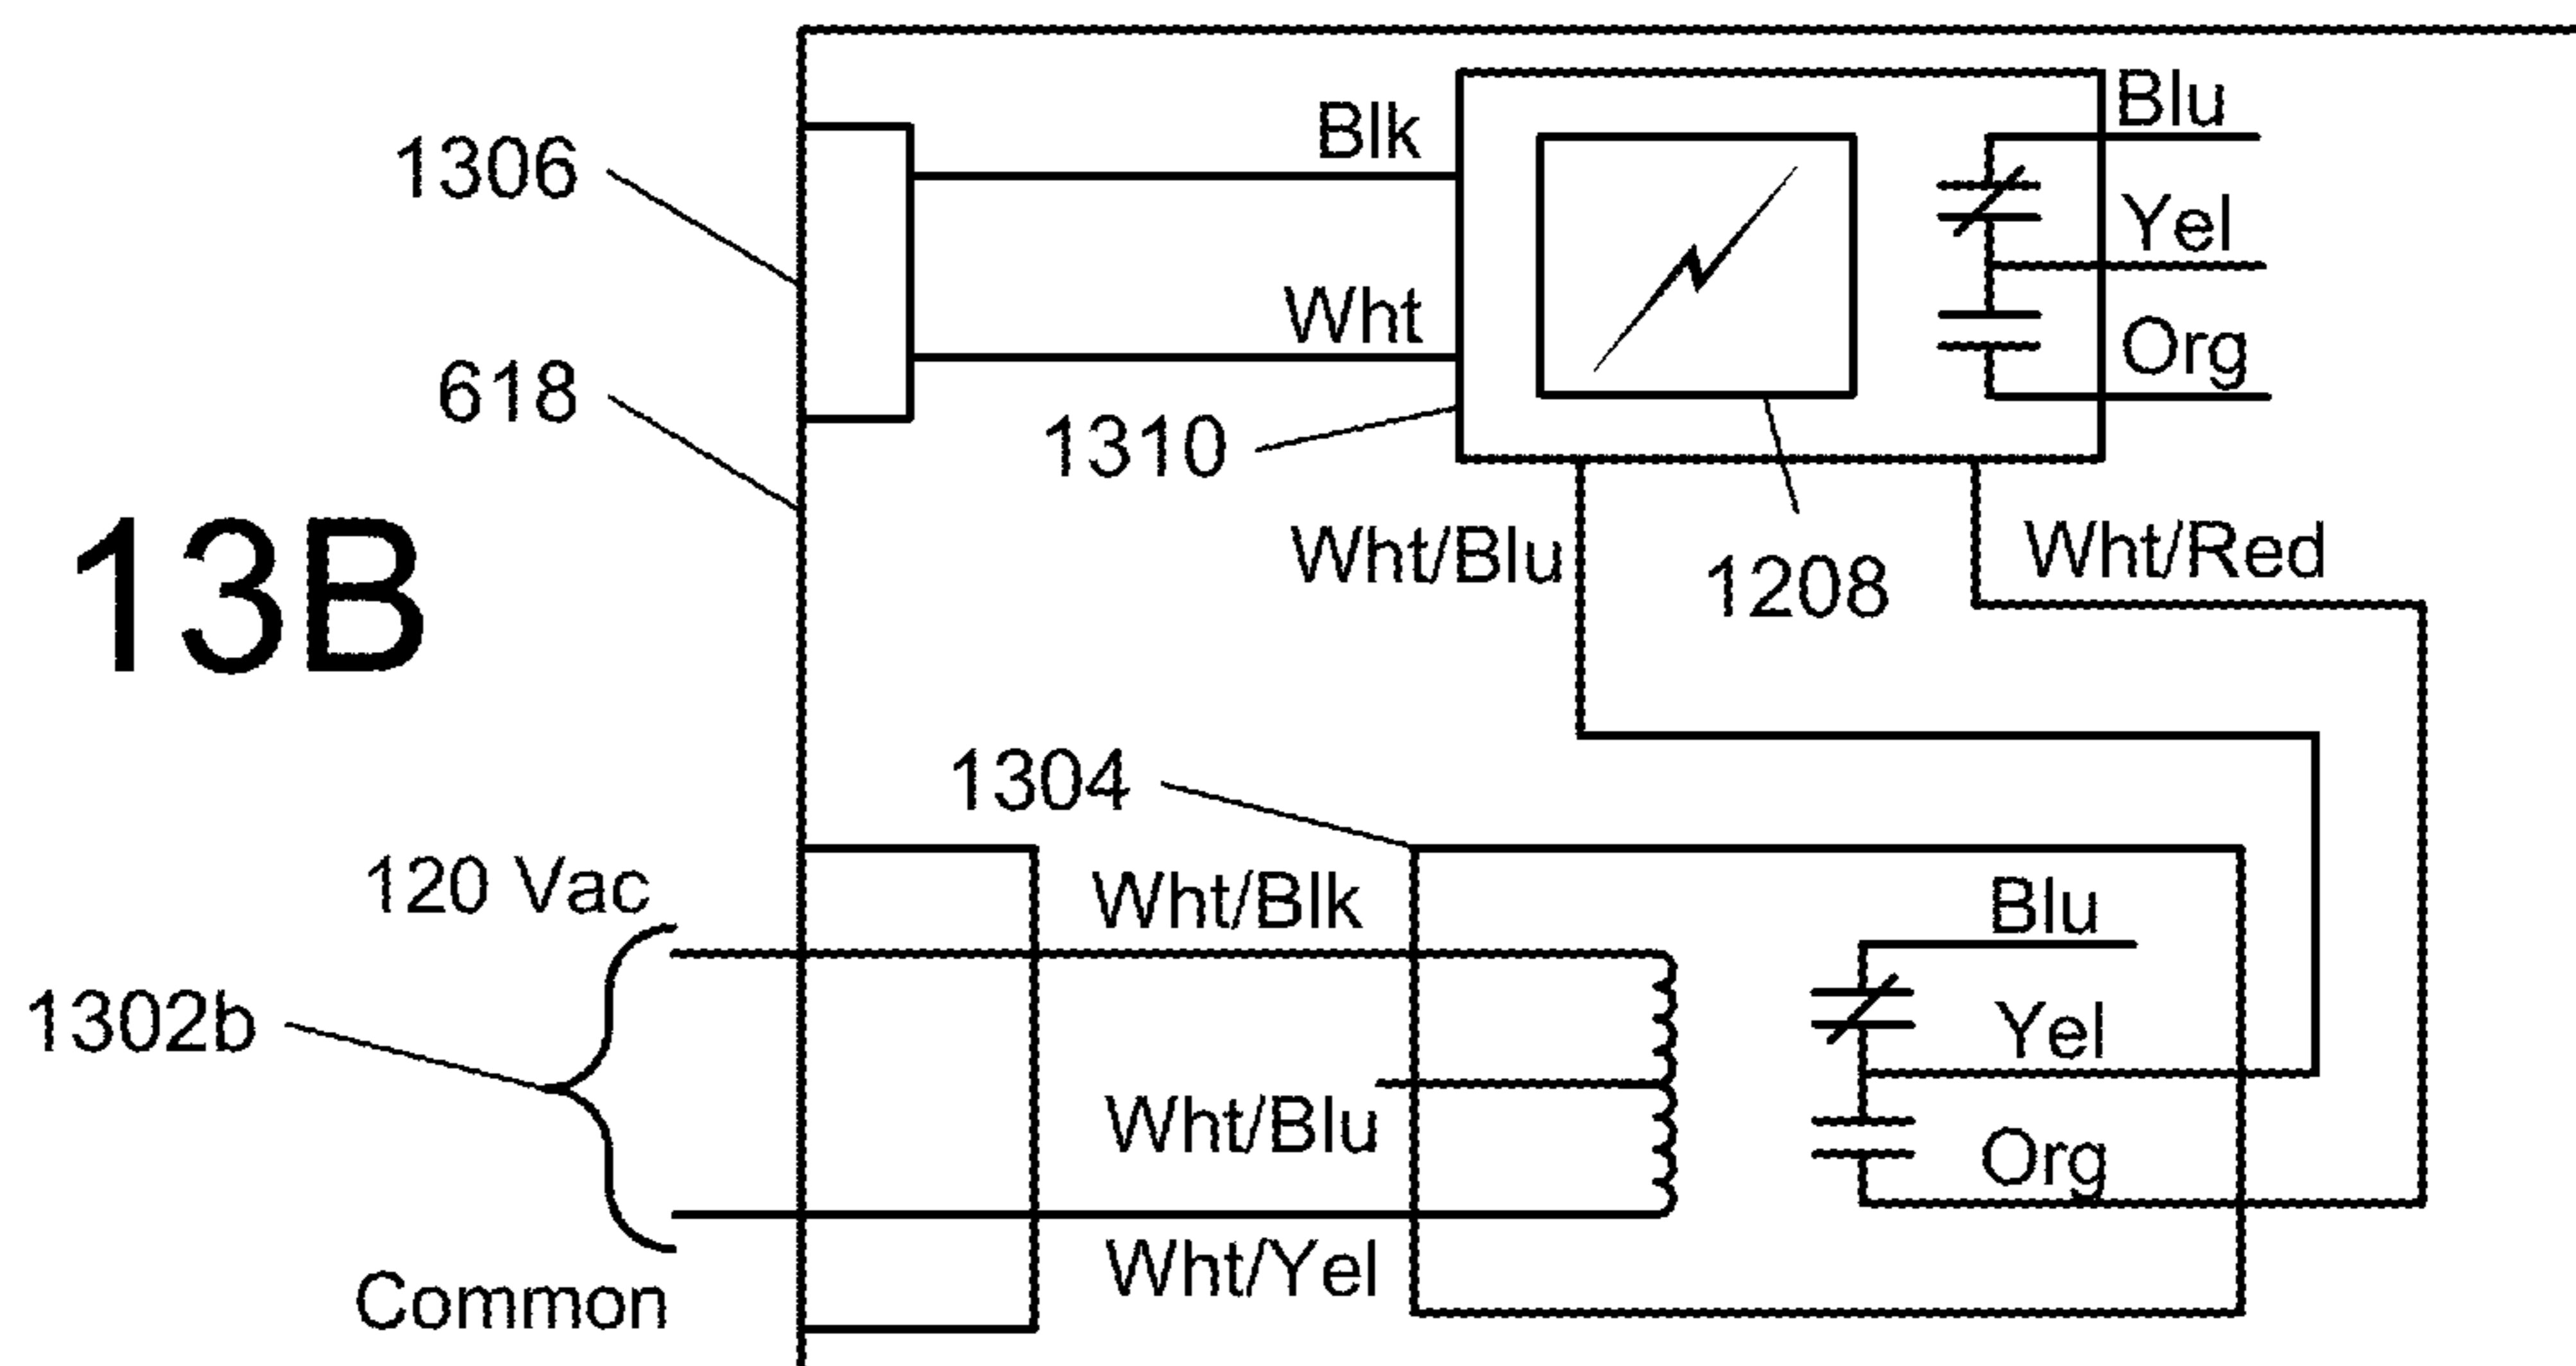 Blu
Blk
1306
Yel
Wht
Org
618
1310
13B
Wht/Blu
1208
Wht/Red
1304
120 Vac
Wht/Blk
Blu
1302b
Yel
Wht/Blu
Org
Wht/Yel
Common